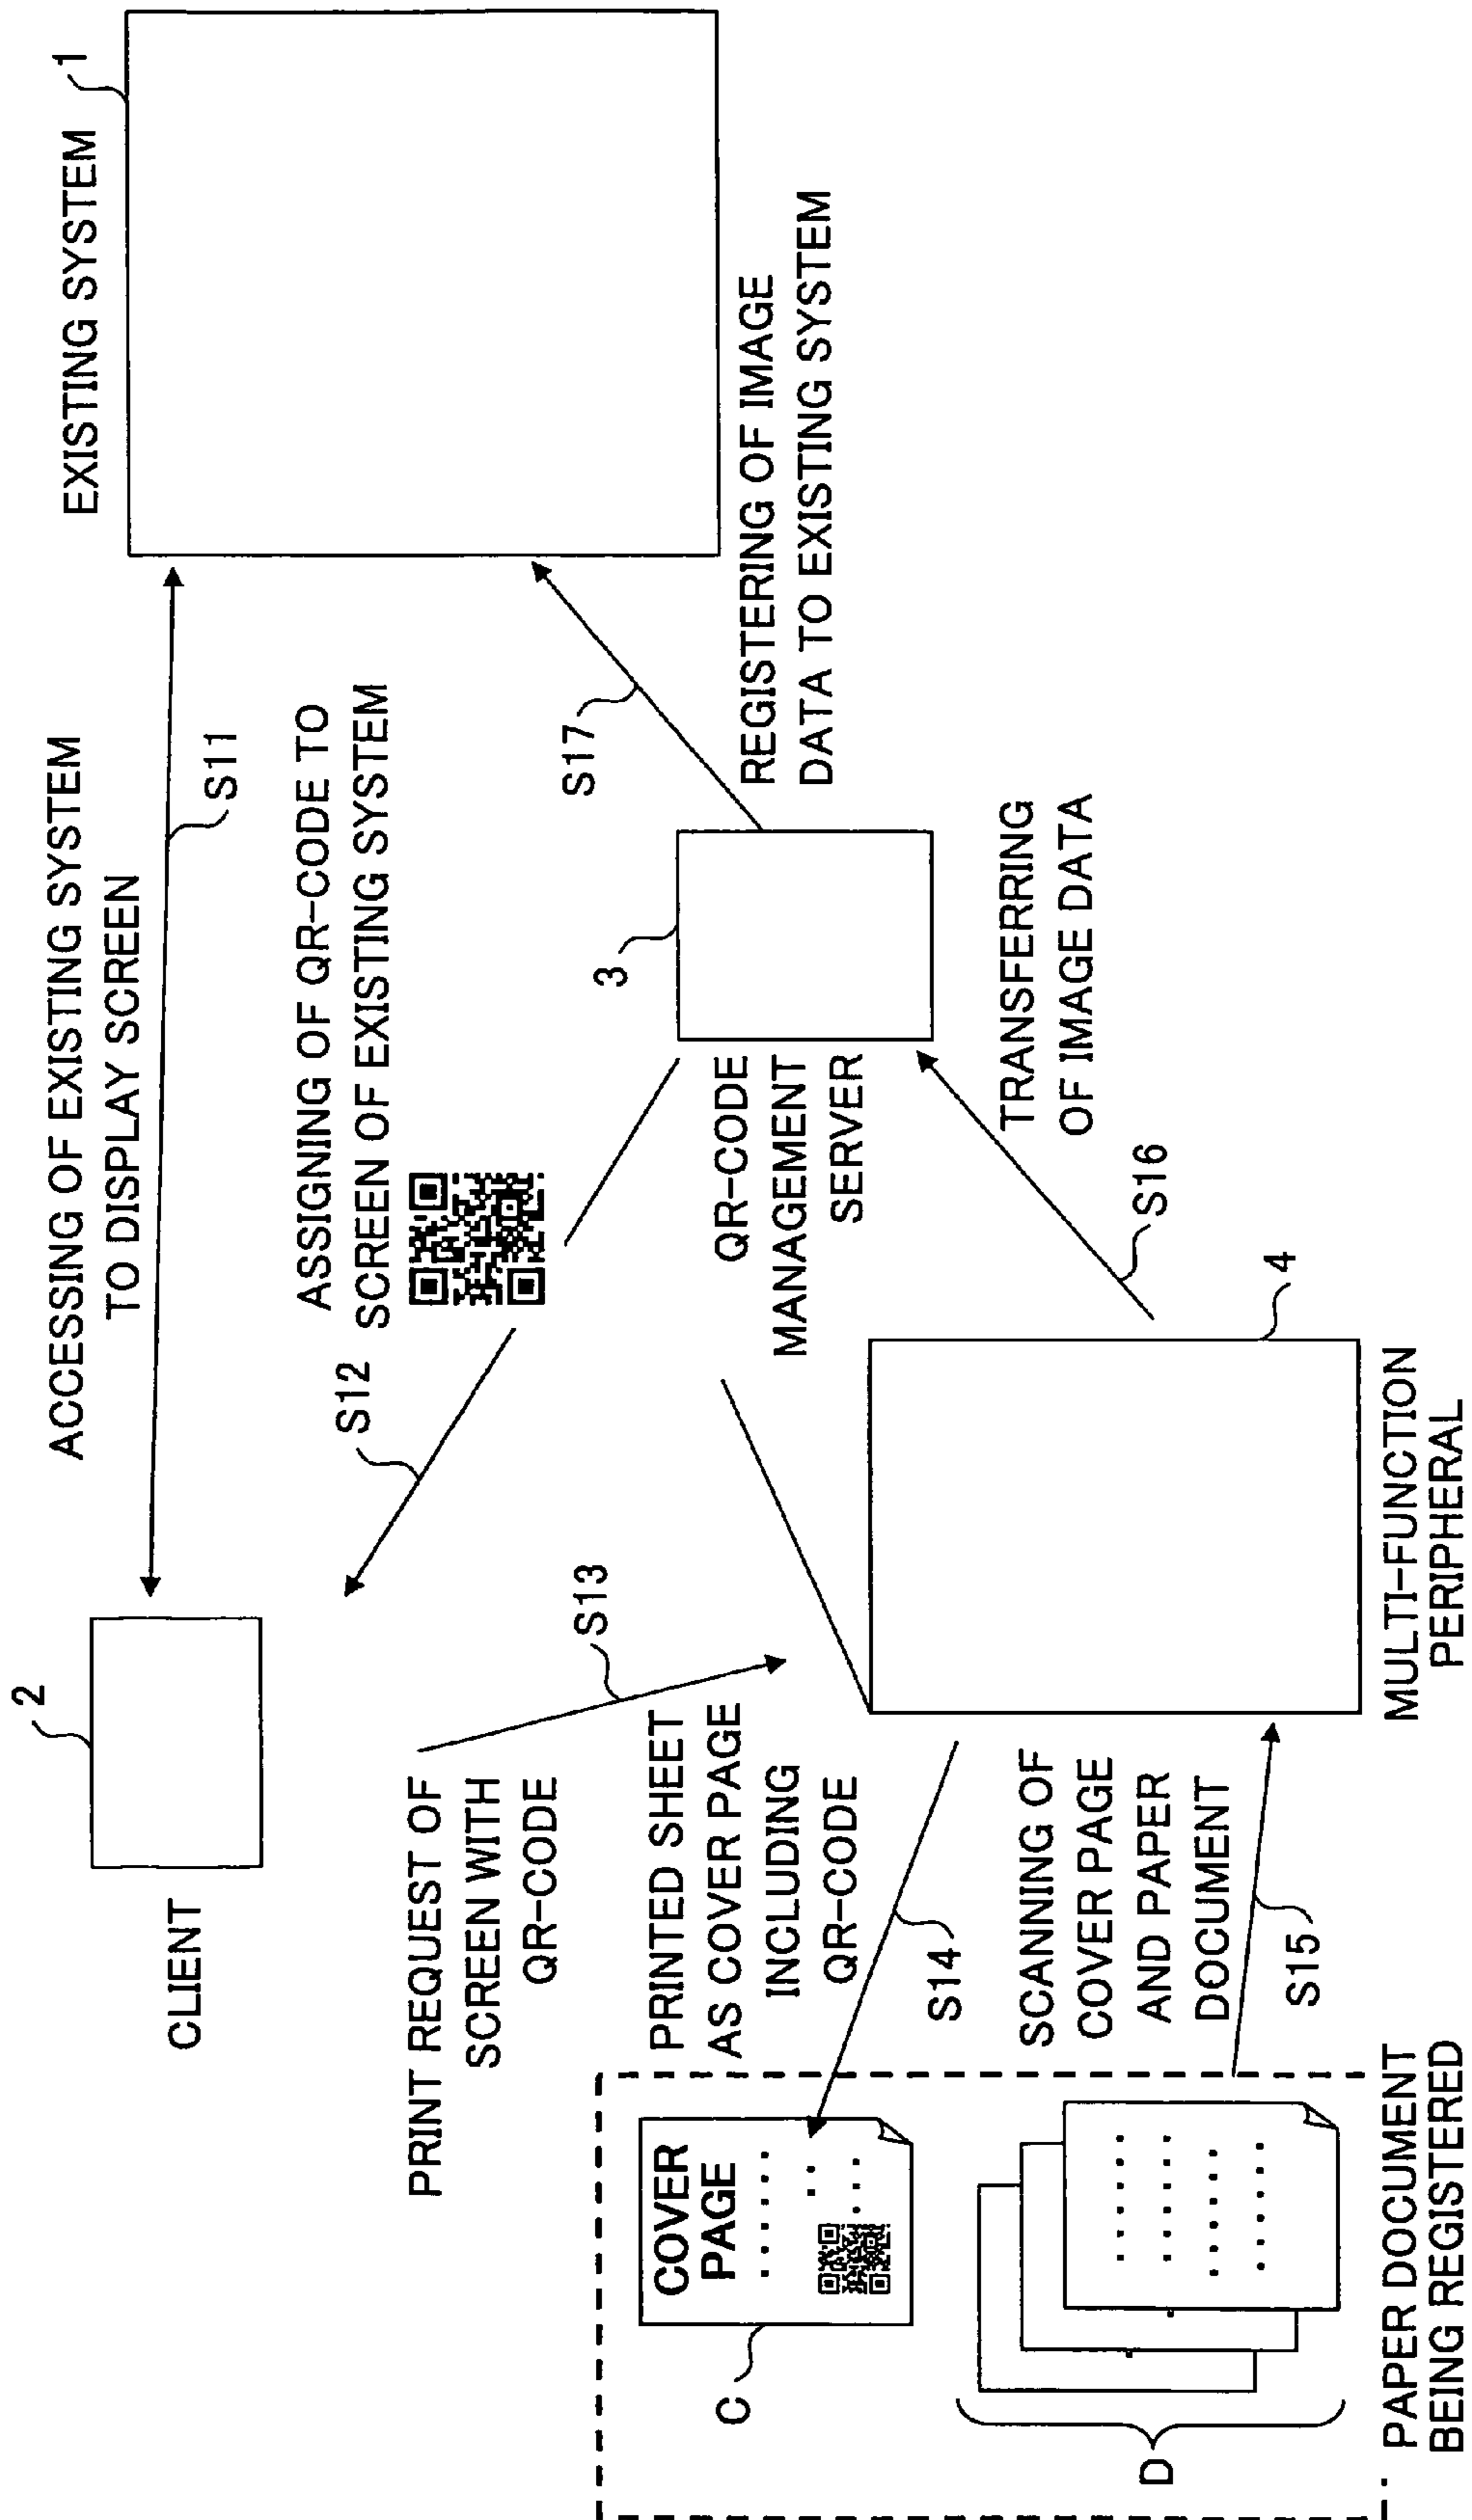 ACCESSING OF EXISTING SYSTEM
TO DISPLAY SCREEN
S11
EXISTING SYSTEM
1
2
CLIENT
ASSIGNING OF QR-CODE TO
SCREEN OF EXISTING SYSTEM
S12
PRINT REQUEST OF
SCREEN WITH
QR-CODE
S13
3
QR-CODE
MANAGEMENT
SERVER
S17
REGISTERING OF IMAGE
DATA TO EXISTING SYSTEM
TRANSFERRING
OF IMAGE DATA
S16
4
MULTI-FUNCTION
PERIPHERAL
PRINTED SHEET
AS COVER PAGE
INCLUDING
QR-CODE
S14
SCANNING OF
COVER PAGE
AND PAPER
DOCUMENT
S15
COVER
PAGE
C
D
PAPER DOCUMENT
BEING REGISTERED